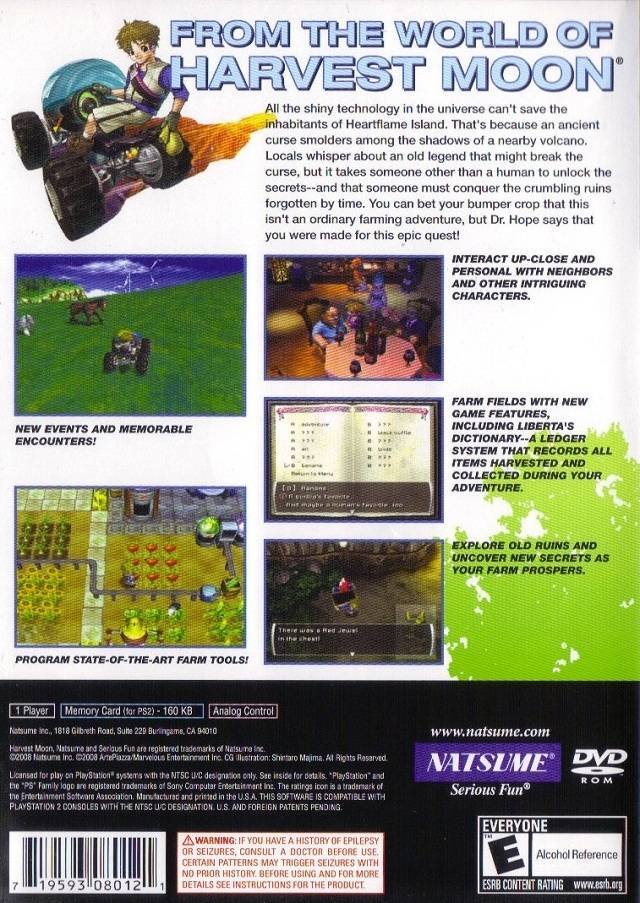 FROM THE WORLD OF
HARVEST MOON®
All the shiny technology in the universe can't save the
inhabitants of Heartflame Island. That's because an ancient
curse smolders among the shadows of a nearby volcano.
Locals whisper about an old legend that might break the
curse, but it takes someone other than a human to unlock the
secrets--and that someone must conquer the crumbling ruins
forgotten by time. You can bet your bumper crop that this
isn't an ordinary farming adventure, but Dr. Hope says that
you were made for this epic quest!
INTERACT UP-CLOSE AND
PERSONAL WITH NEIGHBORS
AND OTHER INTRIGUING
CHARACTERS.
NEW EVENTS AND MEMORABLE
ENCOUNTERS!
FARM FIELDS WITH NEW
GAME FEATURES,
INCLUDING LIBERTA'S
DICTIONARY--A LEDGER
SYSTEM THAT RECORDS ALL
ITEMS HARVESTED AND
COLLECTED DURING YOUR
ADVENTURE.
Return to Menu
Banana
There was a Red Jewel
in the chest!
EXPLORE OLD RUINS AND
UNCOVER NEW SECRETS AS
YOUR FARM PROSPERS.
PROGRAM STATE-OF-THE-ART FARM TOOLS!
1 Player
Memory Card (for PS2) - 160 KB
Analog Control
Natsume Inc., 1818 Gilbreth Road, Suite 229 Burlingame, CA 94010
Harvest Moon, Natsume and Serious Fun are registered trademarks of Natsume Inc.
©2008 Natsume Inc. ©2008 ArtePiazza/Marvelous Entertainment Inc. CG Illustration: Shintaro Majima. All Rights Reserved.
Licensed for play on PlayStation® systems with the NTSC U/C designation only. See inside for details. "PlayStation" and
the "PS" Family logo are registered trademarks of Sony Computer Entertainment Inc. The ratings icon is a trademark of
the Entertainment Software Association. Manufactured and printed in the U.S.A. THIS SOFTWARE IS COMPATIBLE WITH
PLAYSTATION 2 CONSOLES WITH THE NTSC U/C DESIGNATION. U.S. AND FOREIGN PATENTS PENDING.
www.natsume.com
NATSUME®
Serious Fun®
DVD
ROM
7 19593 08012 1
WARNING: IF YOU HAVE A HISTORY OF EPILEPSY
OR SEIZURES, CONSULT A DOCTOR BEFORE USE.
CERTAIN PATTERNS MAY TRIGGER SEIZURES WITH
NO PRIOR HISTORY. BEFORE USING AND FOR MORE
DETAILS SEE INSTRUCTIONS FOR THE PRODUCT.
EVERYONE
TM
E
Alcohol Reference
ESRB CONTENT RATING www.esrb.org